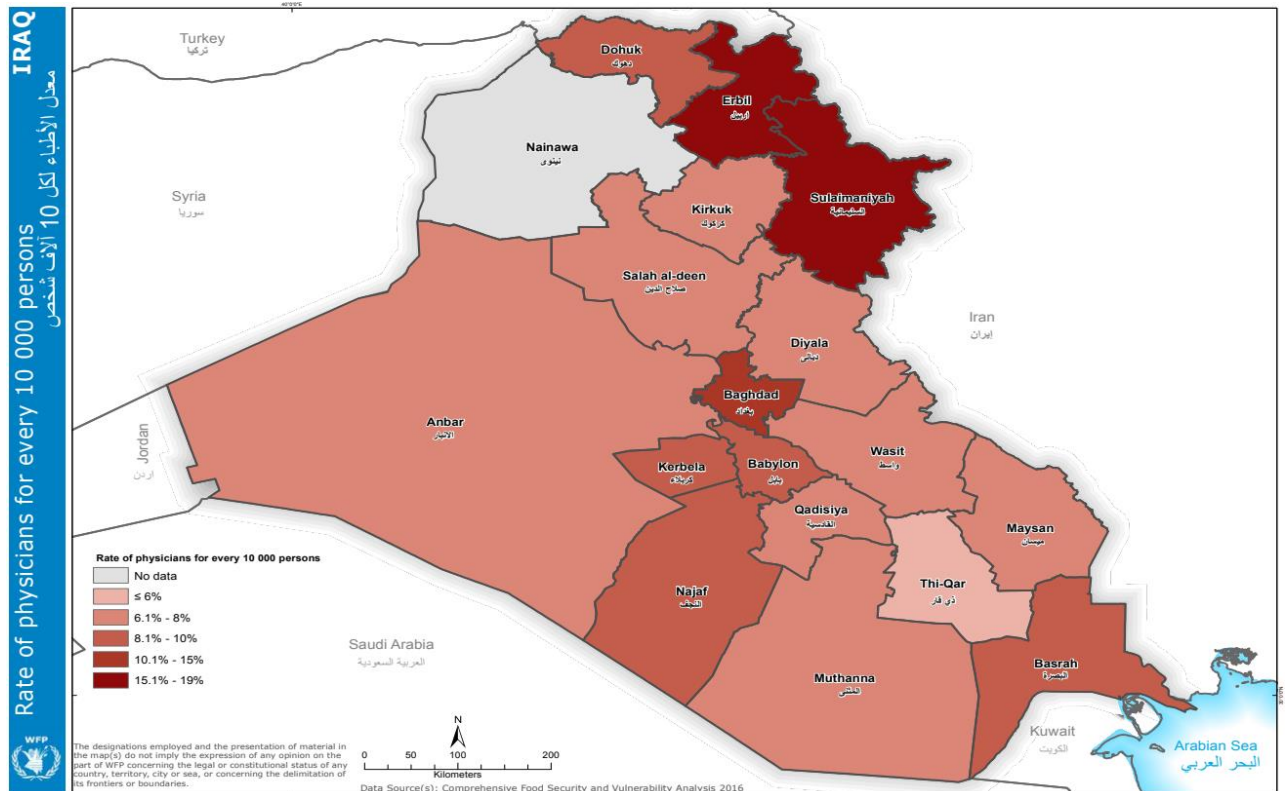 IRAQ
Rate of physicians for every 10 000 persons
معدل الأطباء لكل 10 آلاف شخص
WFP
Turkey
تركيا
Syria
سوريا
Jordan
اردن
Iran
إيران
Saudi Arabia
العربية السعودية
Kuwait
الكويت
Arabian Sea
البحر العربي
Dohuk
دهوك
Erbil
اربيل
Nainawa
نينوى
Sulaimaniyah
السليمانية
Kirkuk
كركوك
Salah al-deen
صلاح الدين
Diyala
ديالى
Baghdad
بغداد
Anbar
الانبار
Wasit
واسط
Kerbela
كربلاء
Babylon
بابل
Qadisiya
القادسية
Maysan
ميسان
Najaf
النجف
Thi-Qar
ذي قار
Muthanna
المثنى
Basrah
البصرة
Rate of physicians for every 10 000 persons
No data
≤ 6%
6.1% - 8%
8.1% - 10%
10.1% - 15%
15.1% - 19%
The designations employed and the presentation of material in
the map(s) do not imply the expression of any opinion on the
part of WFP concerning the legal or constitutional status of any
country, territory, city or sea, or concerning the delimitation of
its frontiers or boundaries.
N
0 50 100 200
Kilometers
Data Source(s): Comprehensive Food Security and Vulnerability Analysis 2016